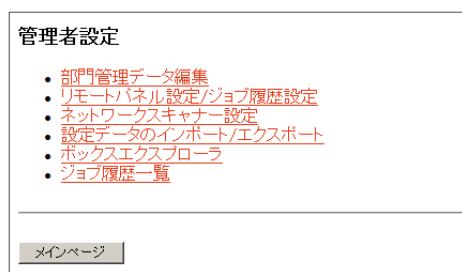 管理者設定
部門管理データ編集
リモートパネル設定/ジョブ履歴設定
ネットワークスキャナー設定
設定データのインポート/エクスポート
ボックスエクスプローラ
ジョブ履歴一覧
メインページ